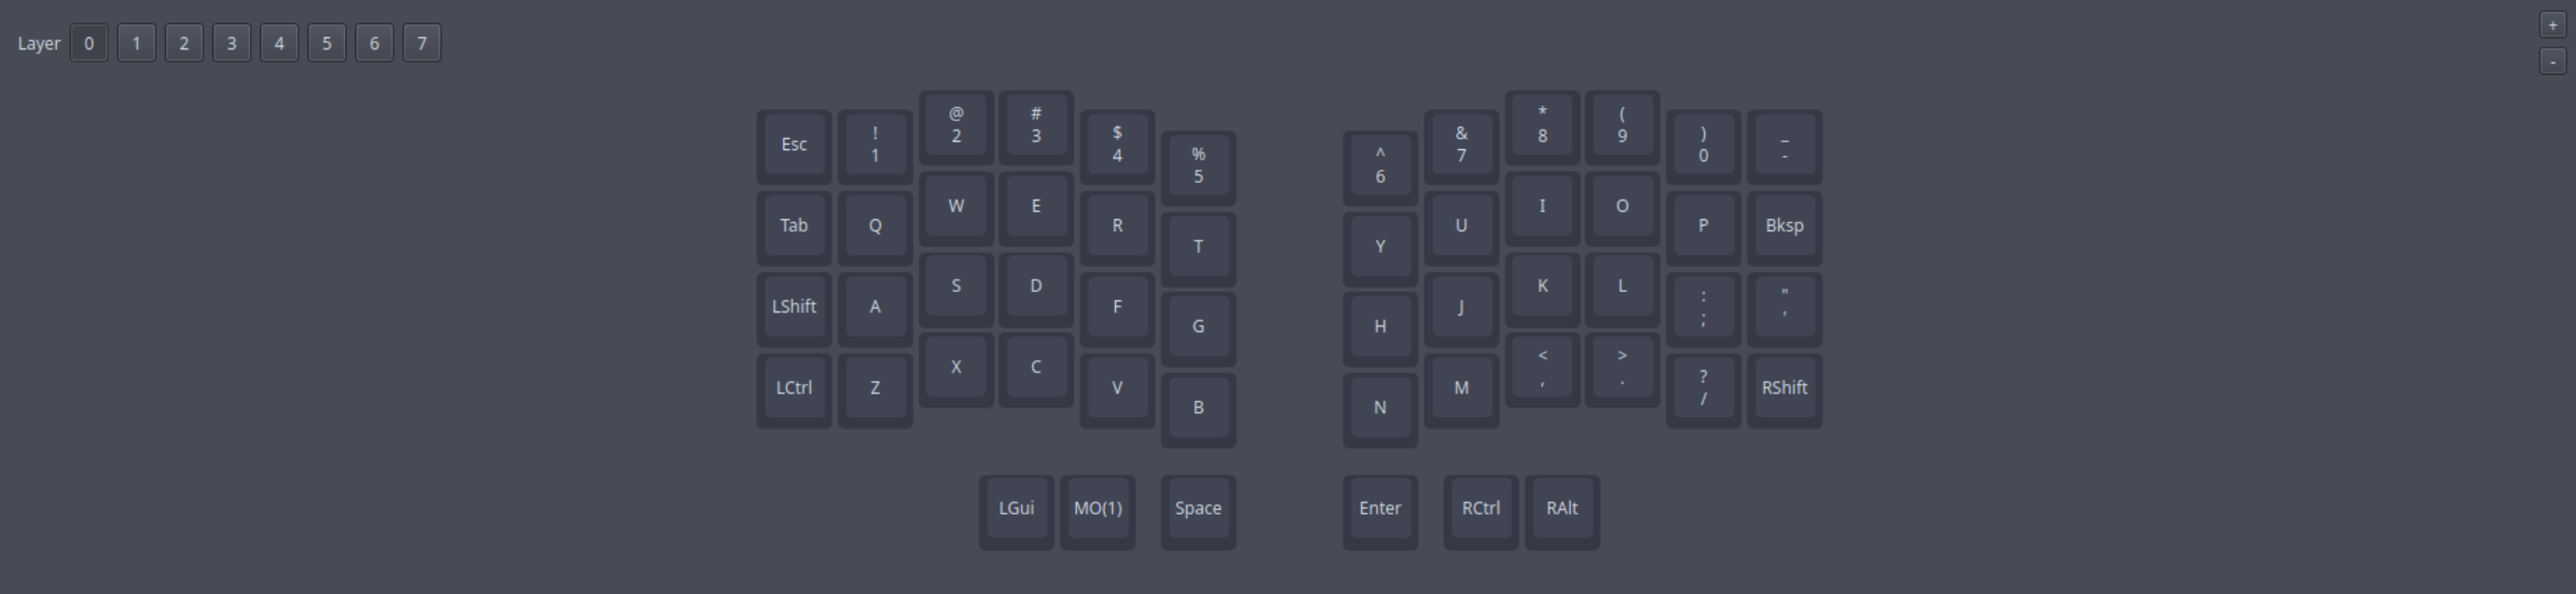 Layer 0 1 2 3 4 5 6 7
+
-
Esc ! 1 @ 2 # 3 $ 4 % 5 ^ 6 & 7 * 8 ( 9 ) 0 _ -
Tab Q W E R T Y U I O P Bksp
LShift A S D F G H J K L : ; " '
LCtrl Z X C V B N M < , > . ? / RShift
LGui MO(1) Space Enter RCtrl RAlt